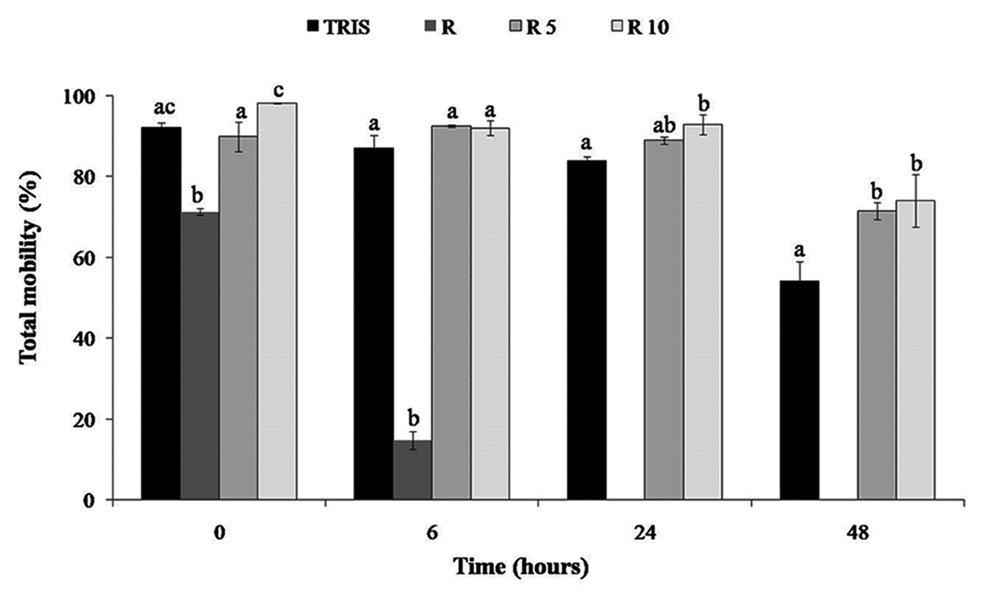 TRIS R R 5 R 10
Total mobility (%)
100
80
60
40
20
0
ac b a c
a b a a
a ab b
a b b
0 6 24 48
Time (hours)